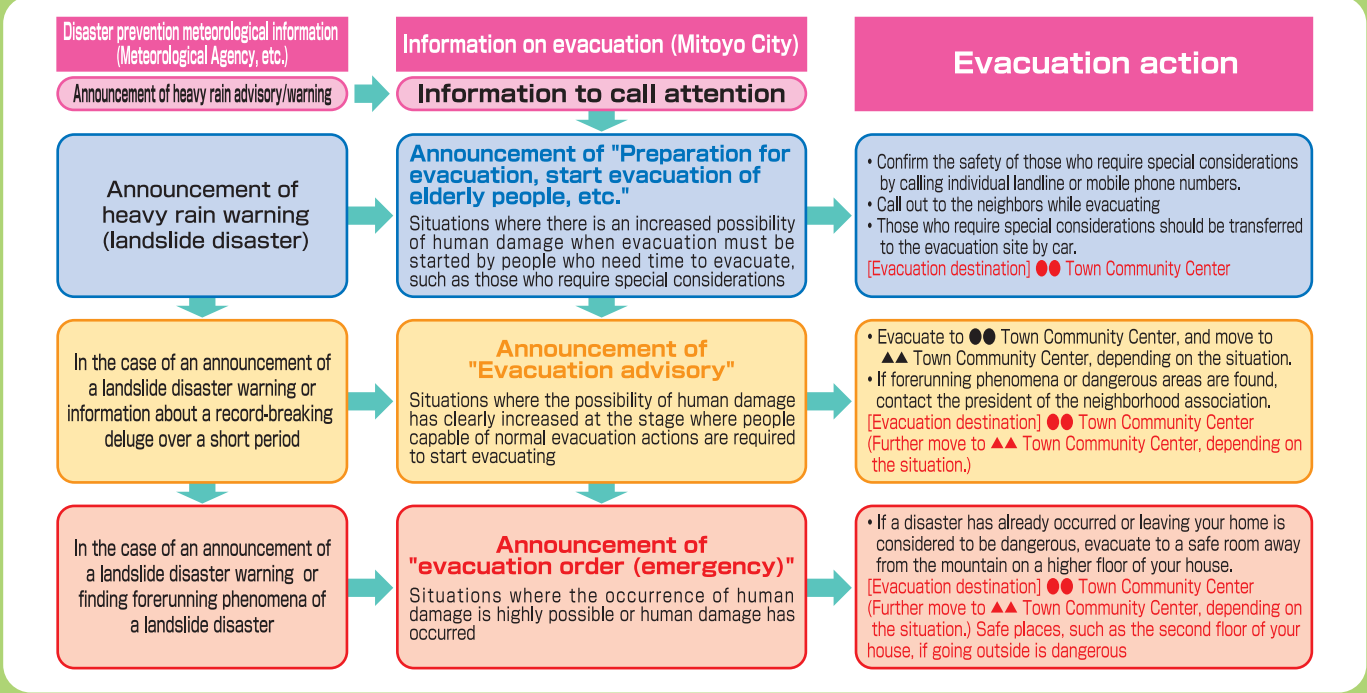 Disaster prevention meteorological information
(Meteorological Agency, etc.)
Information on evacuation (Mitoyo City)
Evacuation action
Announcement of heavy rain advisory/warning
Information to call attention
Announcement of
heavy rain warning
(landslide disaster)
Announcement of "Preparation for
evacuation, start evacuation of
elderly people, etc."
Situations where there is an increased possibility
of human damage when evacuation must be
started by people who need time to evacuate,
such as those who require special considerations
• Confirm the safety of those who require special considerations
by calling individual landline or mobile phone numbers.
• Call out to the neighbors while evacuating
• Those who require special considerations should be transferred
to the evacuation site by car.
[Evacuation destination] ●● Town Community Center
In the case of an announcement of
a landslide disaster warning or
information about a record-breaking
deluge over a short period
Announcement of
"Evacuation advisory"
Situations where the possibility of human damage
has clearly increased at the stage where people
capable of normal evacuation actions are required
to start evacuating
• Evacuate to ●● Town Community Center, and move to
▲▲ Town Community Center, depending on the situation.
• If forerunning phenomena or dangerous areas are found,
contact the president of the neighborhood association.
[Evacuation destination] ●● Town Community Center
(Further move to ▲▲ Town Community Center, depending on
the situation.)
In the case of an announcement of
a landslide disaster warning or
finding forerunning phenomena of
a landslide disaster
Announcement of
"evacuation order (emergency)"
Situations where the occurrence of human
damage is highly possible or human damage has
occurred
• If a disaster has already occurred or leaving your home is
considered to be dangerous, evacuate to a safe room away
from the mountain on a higher floor of your house.
[Evacuation destination] ●● Town Community Center
(Further move to ▲▲ Town Community Center, depending on
the situation.) Safe places, such as the second floor of your
house, if going outside is dangerous